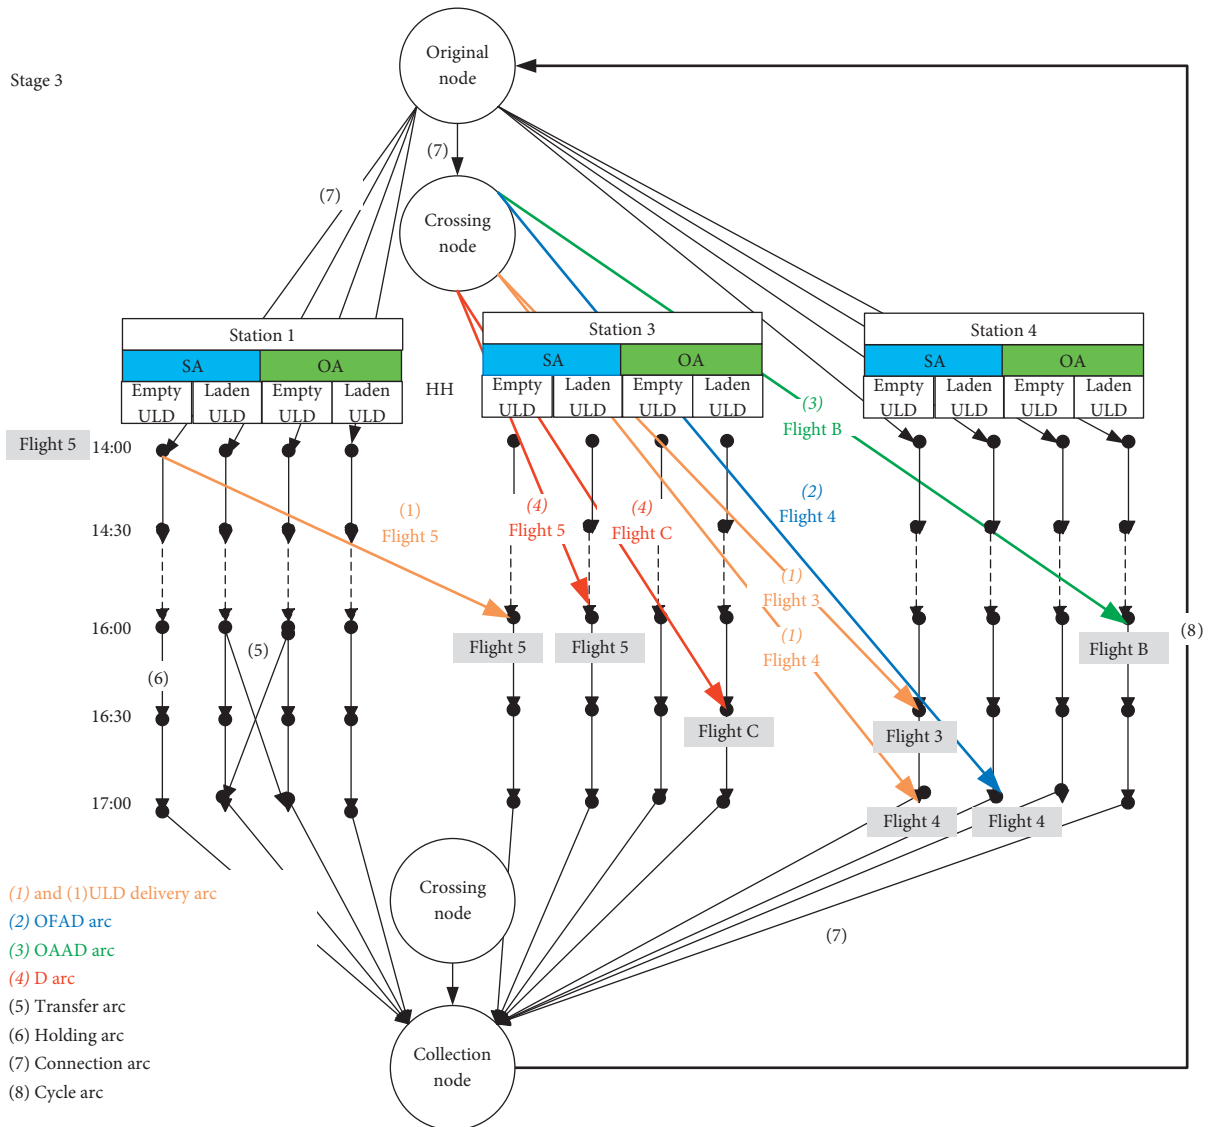 Original
node
Stage 3
(7)
(7)
Crossing
node
Station 1
SA
OA
Empty
ULD
Laden
ULD
Empty
ULD
Laden
ULD
HH
Station 3
SA
OA
Empty
ULD
Laden
ULD
Empty
ULD
Laden
ULD
Station 4
SA
OA
Empty
ULD
Laden
ULD
Empty
ULD
Laden
ULD
(3)
Flight B
Flight 5
14:00
(1)
Flight 5
(4)
Flight 5
(4)
Flight C
(2)
Flight 4
14:30
(1)
Flight 3
16:00
Flight 5
Flight 5
(1)
Flight 4
Flight B
(8)
(5)
(6)
16:30
Flight C
Flight 3
17:00
Flight 4
Flight 4
Crossing
node
(7)
(1) and (1)ULD delivery arc
(2) OFAD arc
(3) OAAD arc
(4) D arc
(5) Transfer arc
(6) Holding arc
(7) Connection arc
(8) Cycle arc
Collection
node